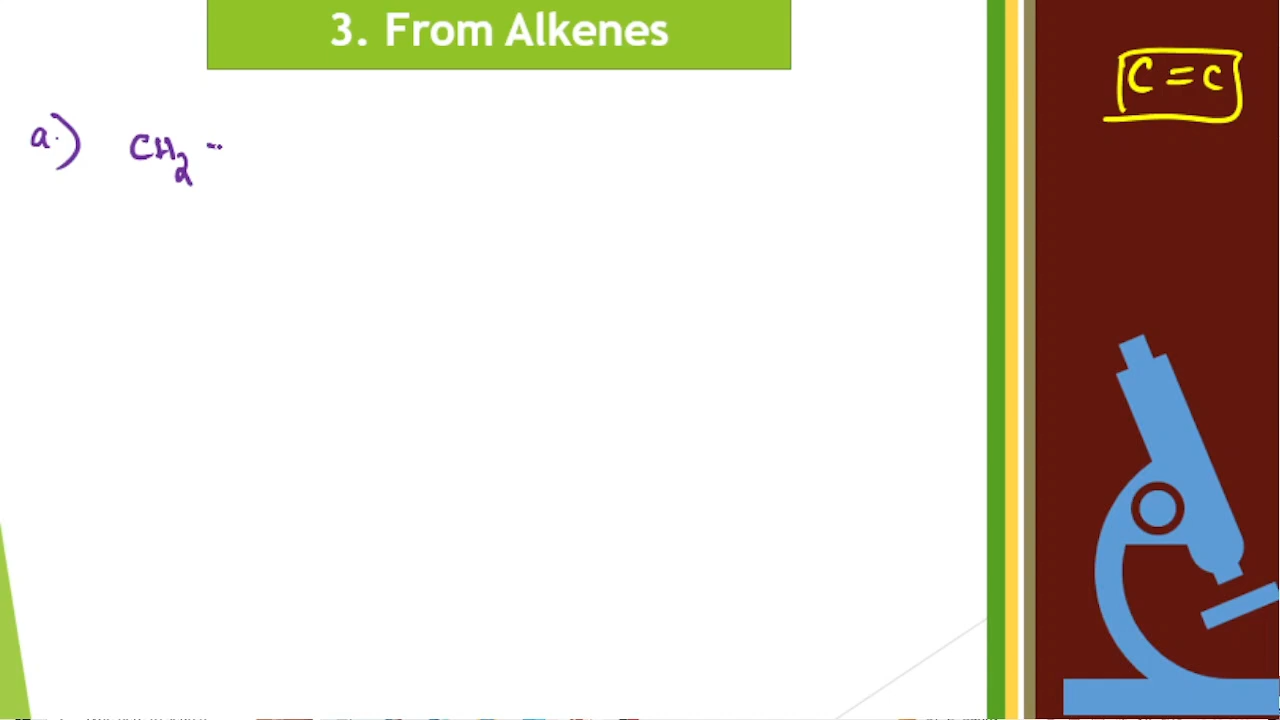 3. From Alkenes
C = C
a.) CH2